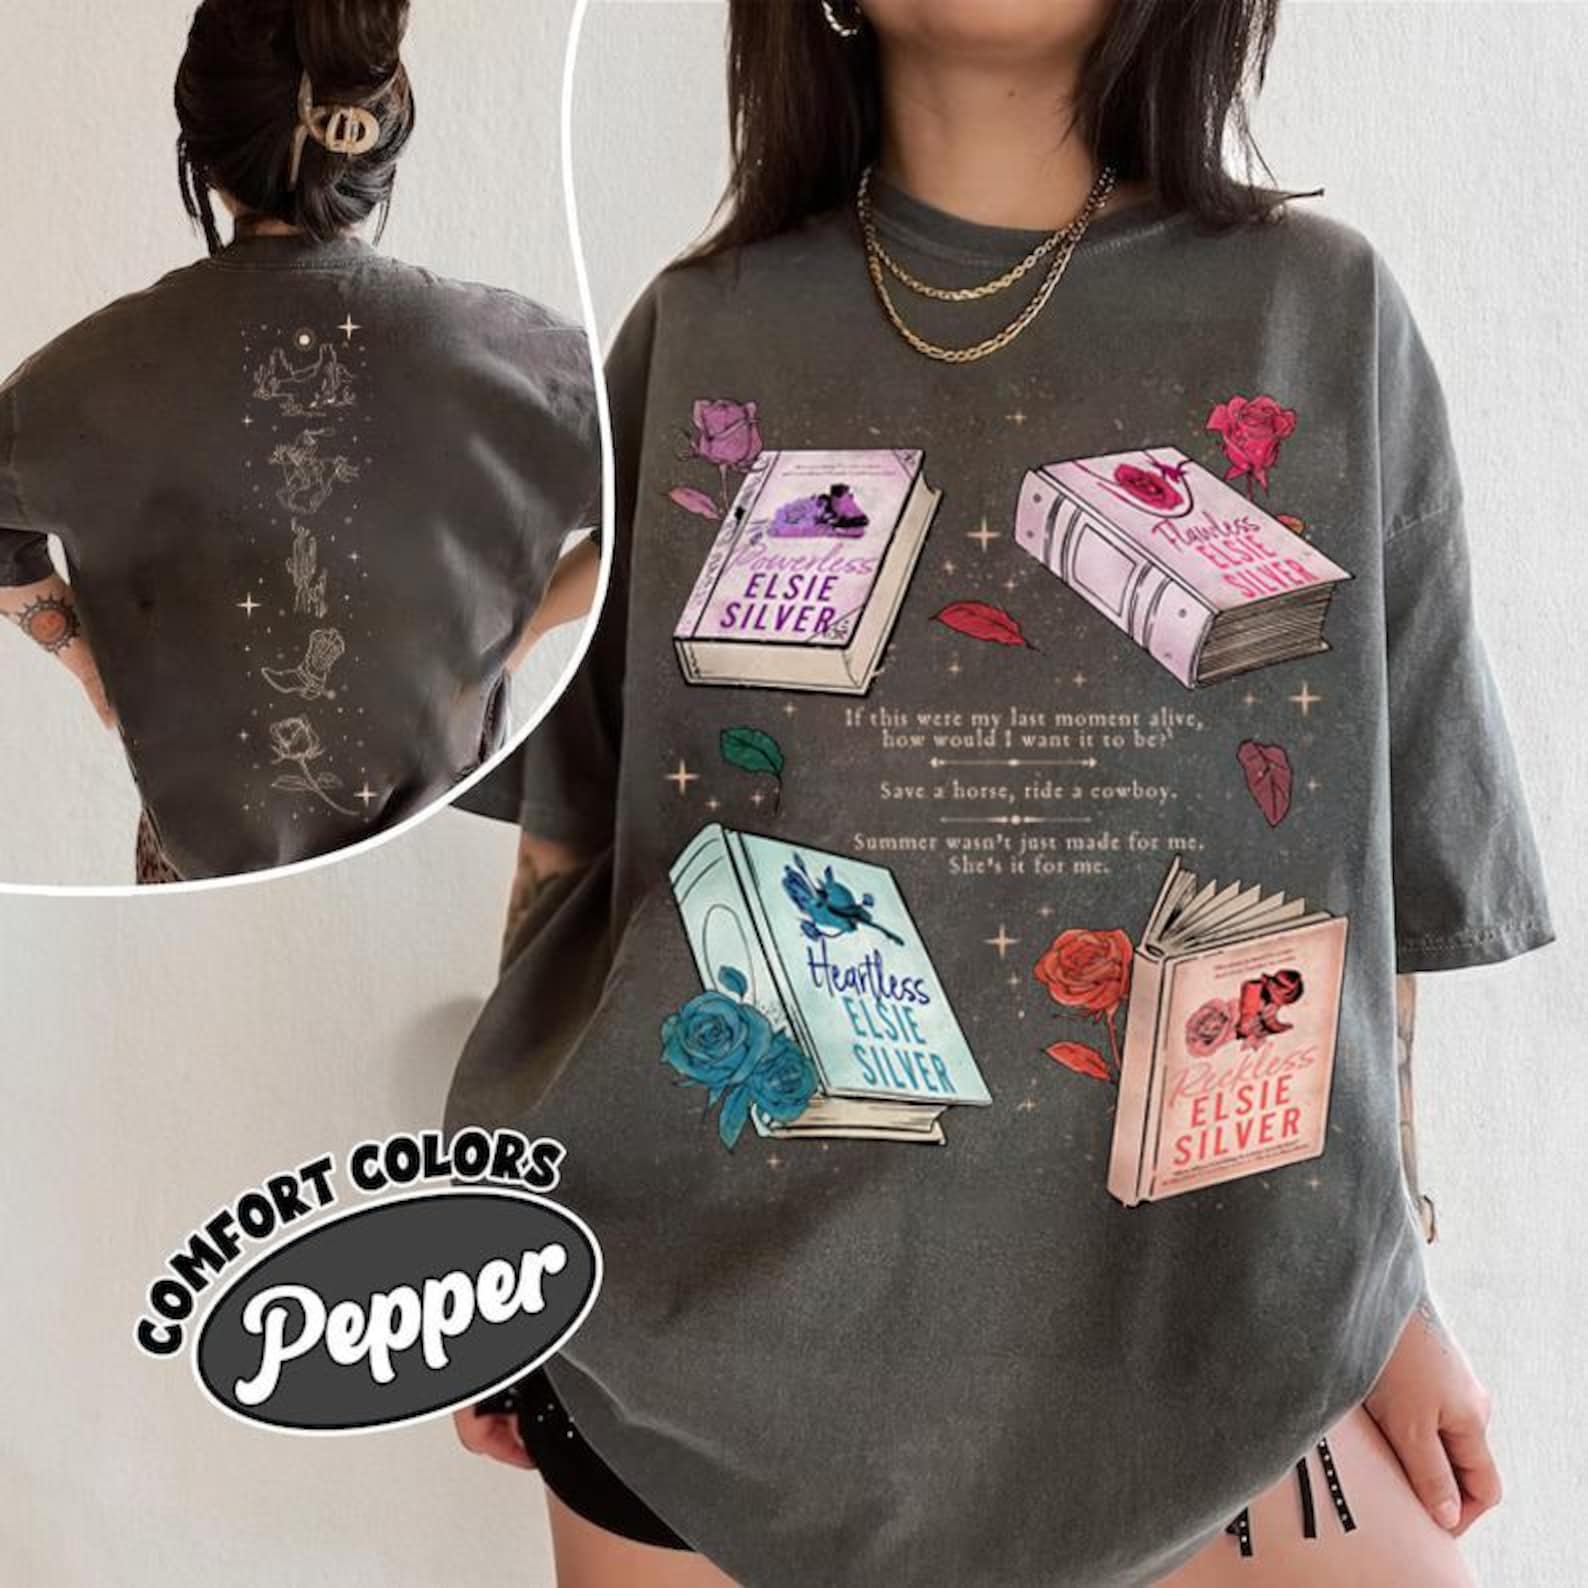 Powerless
ELSIE
SILVER
Flawless
ELSIE
SILVER
If this were my last moment alive,
how would I want it to be?'
Save a horse, ride a cowboy.
Summer wasn't just made for me.
She's it for me.
Heartless
ELSIE
SILVER
Reckless
ELSIE
SILVER
COMFORT COLORS
Pepper